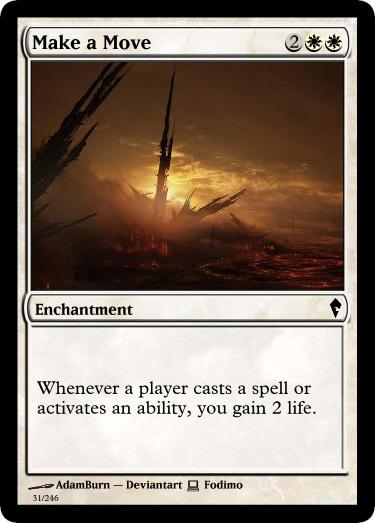 Make a Move 2
Enchantment
Whenever a player casts a spell or
activates an ability, you gain 2 life.
AdamBurn — Deviantart Fodimo
31/246